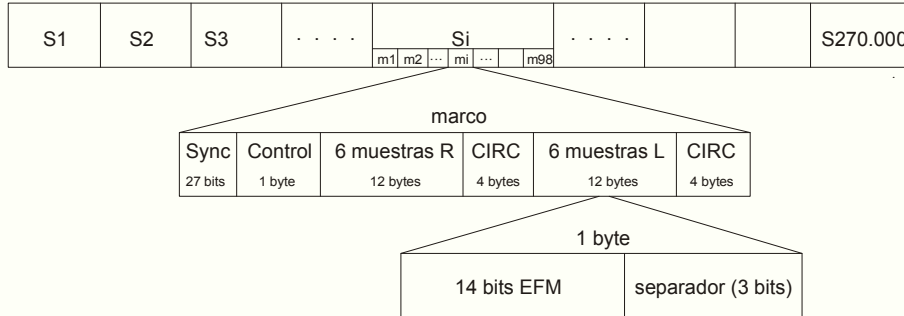 S1 S2 S3 . . . . Si . . . . S270.000
m1 m2 ... mi ... m98
marco
Sync Control 6 muestras R CIRC 6 muestras L CIRC
27 bits 1 byte 12 bytes 4 bytes 12 bytes 4 bytes
1 byte
14 bits EFM separador (3 bits)